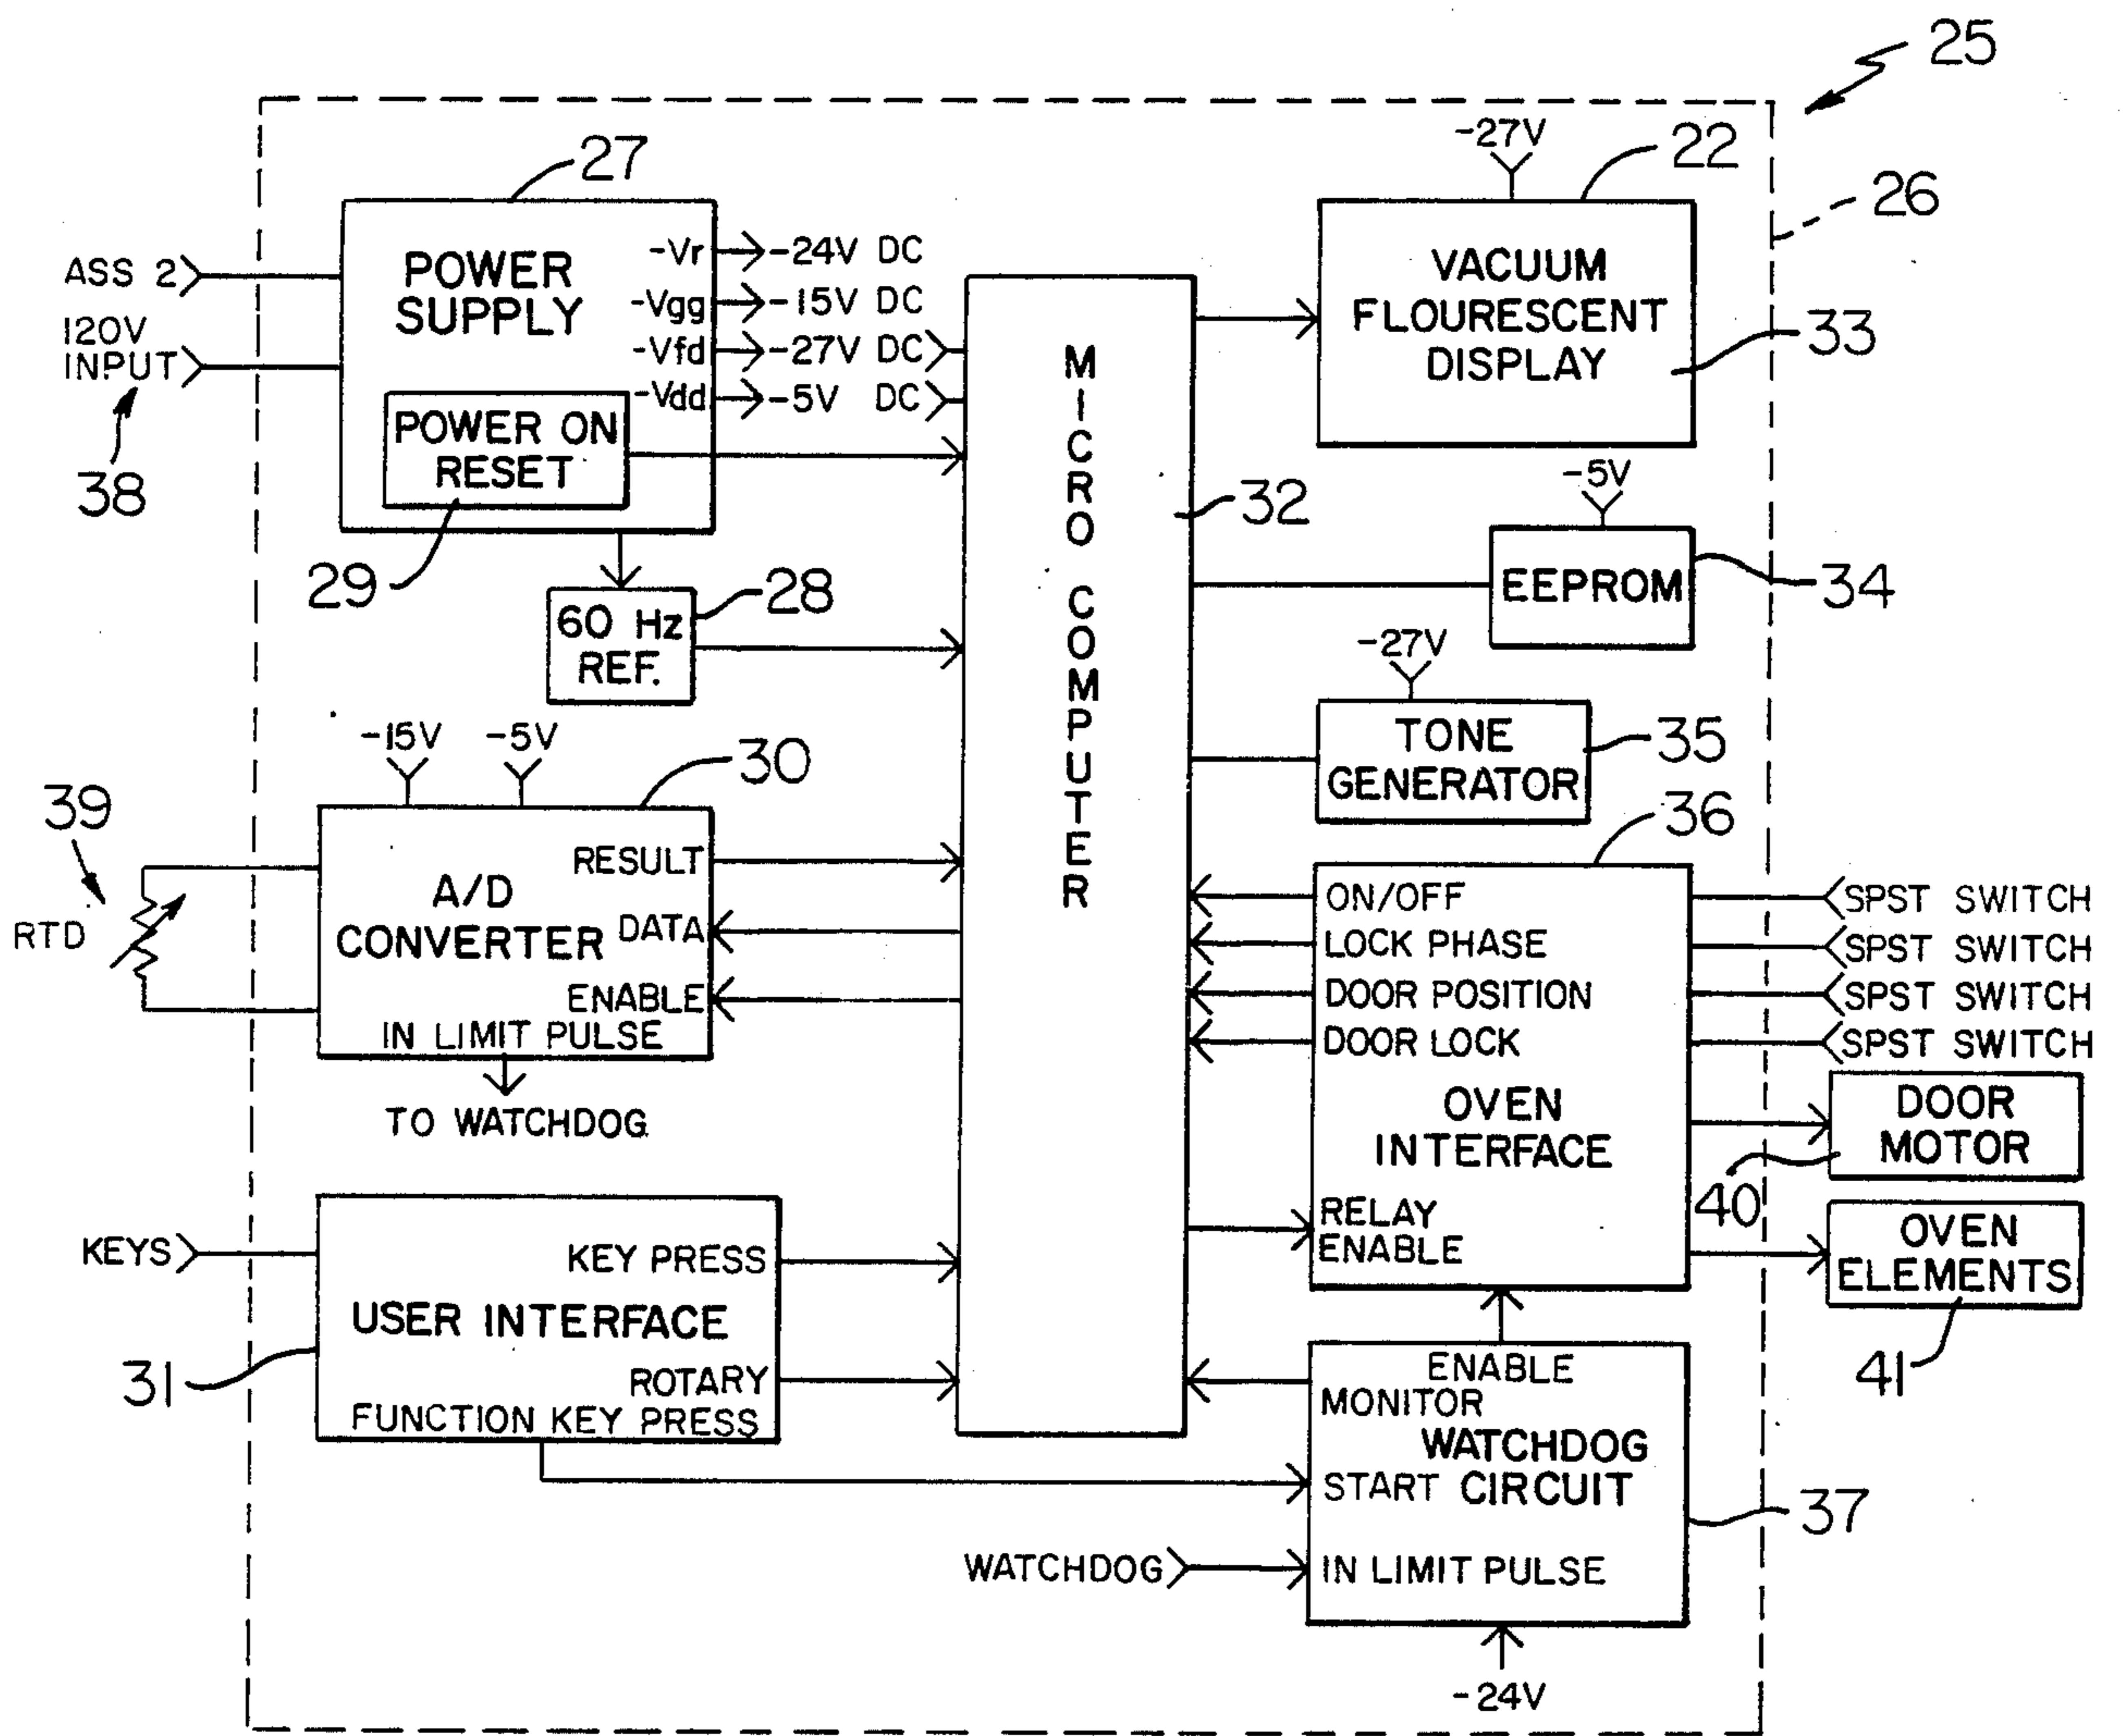 25
-27V
22
27
26
-Vr -24V DC
ASS 2
POWER
SUPPLY
-Vgg -15V DC
120V
INPUT
-Vfd -27V DC
-Vdd -5V DC
VACUUM
FLOURESCENT
DISPLAY
33
POWER ON
RESET
38
29
MICRO COMPUTER
32
-5V
EEPROM
34
60 Hz
REF.
28
-27V
TONE
GENERATOR
35
-15V -5V
30
39
RTD
A/D
CONVERTER
RESULT
DATA
ENABLE
IN LIMIT PULSE
TO WATCHDOG
36
ON/OFF
LOCK PHASE
DOOR POSITION
DOOR LOCK
OVEN
INTERFACE
RELAY
ENABLE
SPST SWITCH
SPST SWITCH
SPST SWITCH
SPST SWITCH
DOOR
MOTOR
40
OVEN
ELEMENTS
41
KEYS
KEY PRESS
USER INTERFACE
31
ROTARY
FUNCTION KEY PRESS
ENABLE
MONITOR
WATCHDOG
CIRCUIT
START
37
WATCHDOG
IN LIMIT PULSE
-24V